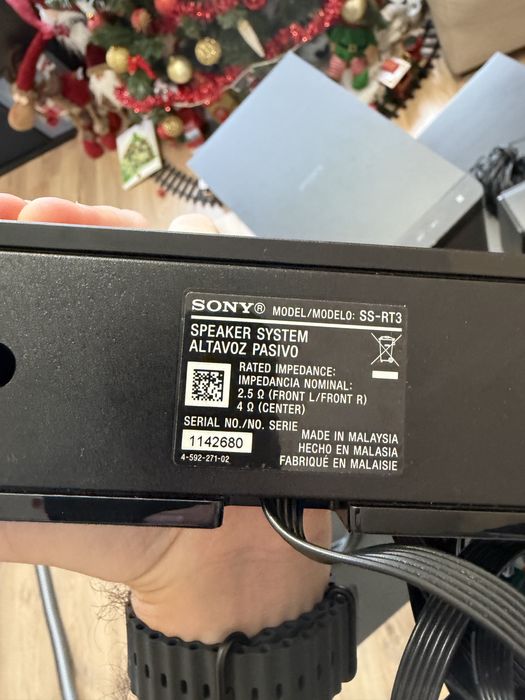 SONY® MODEL/MODELO: SS-RT3
SPEAKER SYSTEM
ALTAVOZ PASIVO
RATED IMPEDANCE:
IMPEDANCIA NOMINAL:
2.5 Ω (FRONT L/FRONT R)
4 Ω (CENTER)
SERIAL NO./NO. SERIE
1142680
4-592-271-02
MADE IN MALAYSIA
HECHO EN MALASIA
FABRIQUÉ EN MALAISIE